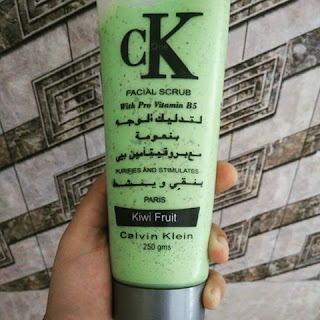 cK
FACIAL SCRUB
With Pro Vitamin B5
لتدليك الوجه
بنعومة
مع بروفيتامين بي
PURIFIES AND STIMULATES
ينقي وينشط
PARIS
Kiwi Fruit
Calvin Klein
250 gms